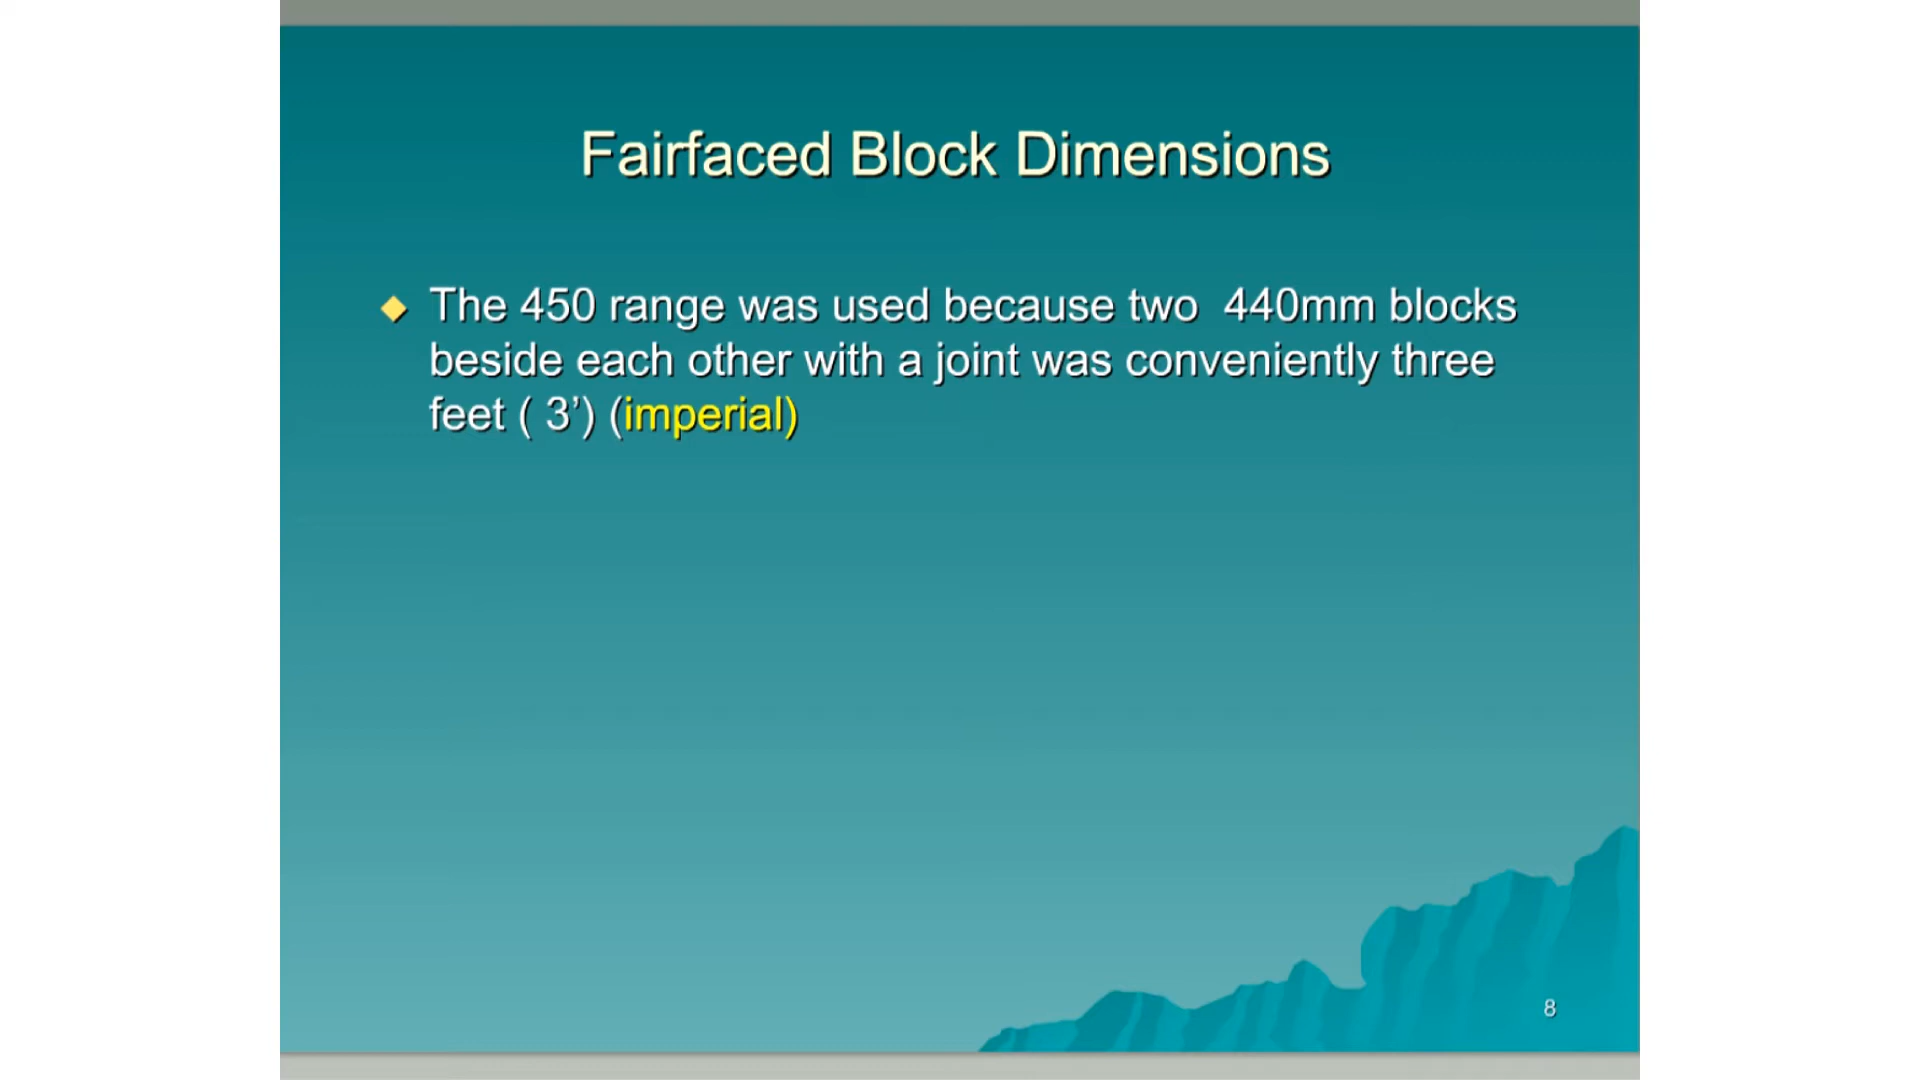 Fairfaced Block Dimensions
The 450 range was used because two  440mm blocks
beside each other with a joint was conveniently three
feet ( 3’) (imperial)
8